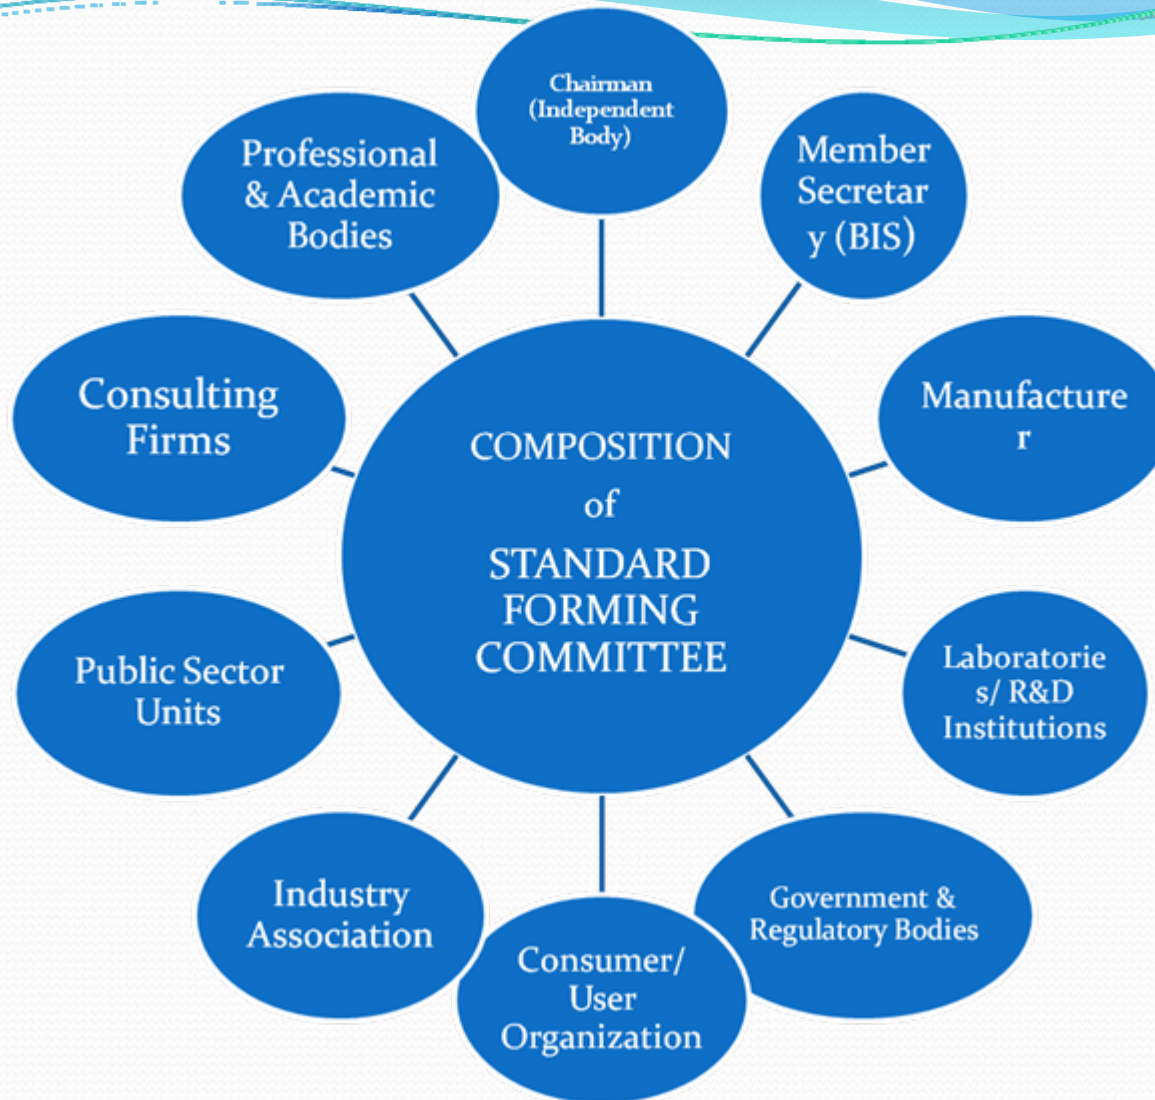 Chairman
(Independent
Body)
Member
Secretar
y (BIS)
Manufacture
r
Laboratorie
s/ R&D
Institutions
Government &
Regulatory Bodies
Consumer/
User
Organization
Industry
Association
Public Sector
Units
Consulting
Firms
Professional
& Academic
Bodies
COMPOSITION
of
STANDARD
FORMING
COMMITTEE